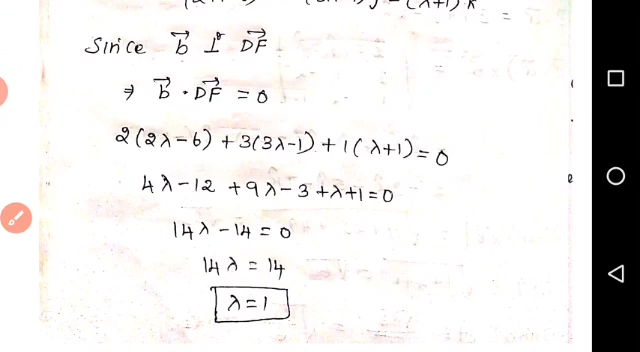 Since b⃗ ⊥r DF⃗
⇒ b⃗ · DF⃗ = 0
2(2λ-6) + 3(3λ-1) + 1(λ+1) = 0
4λ-12 + 9λ-3 + λ+1 = 0
14λ - 14 = 0
14λ = 14
λ = 1